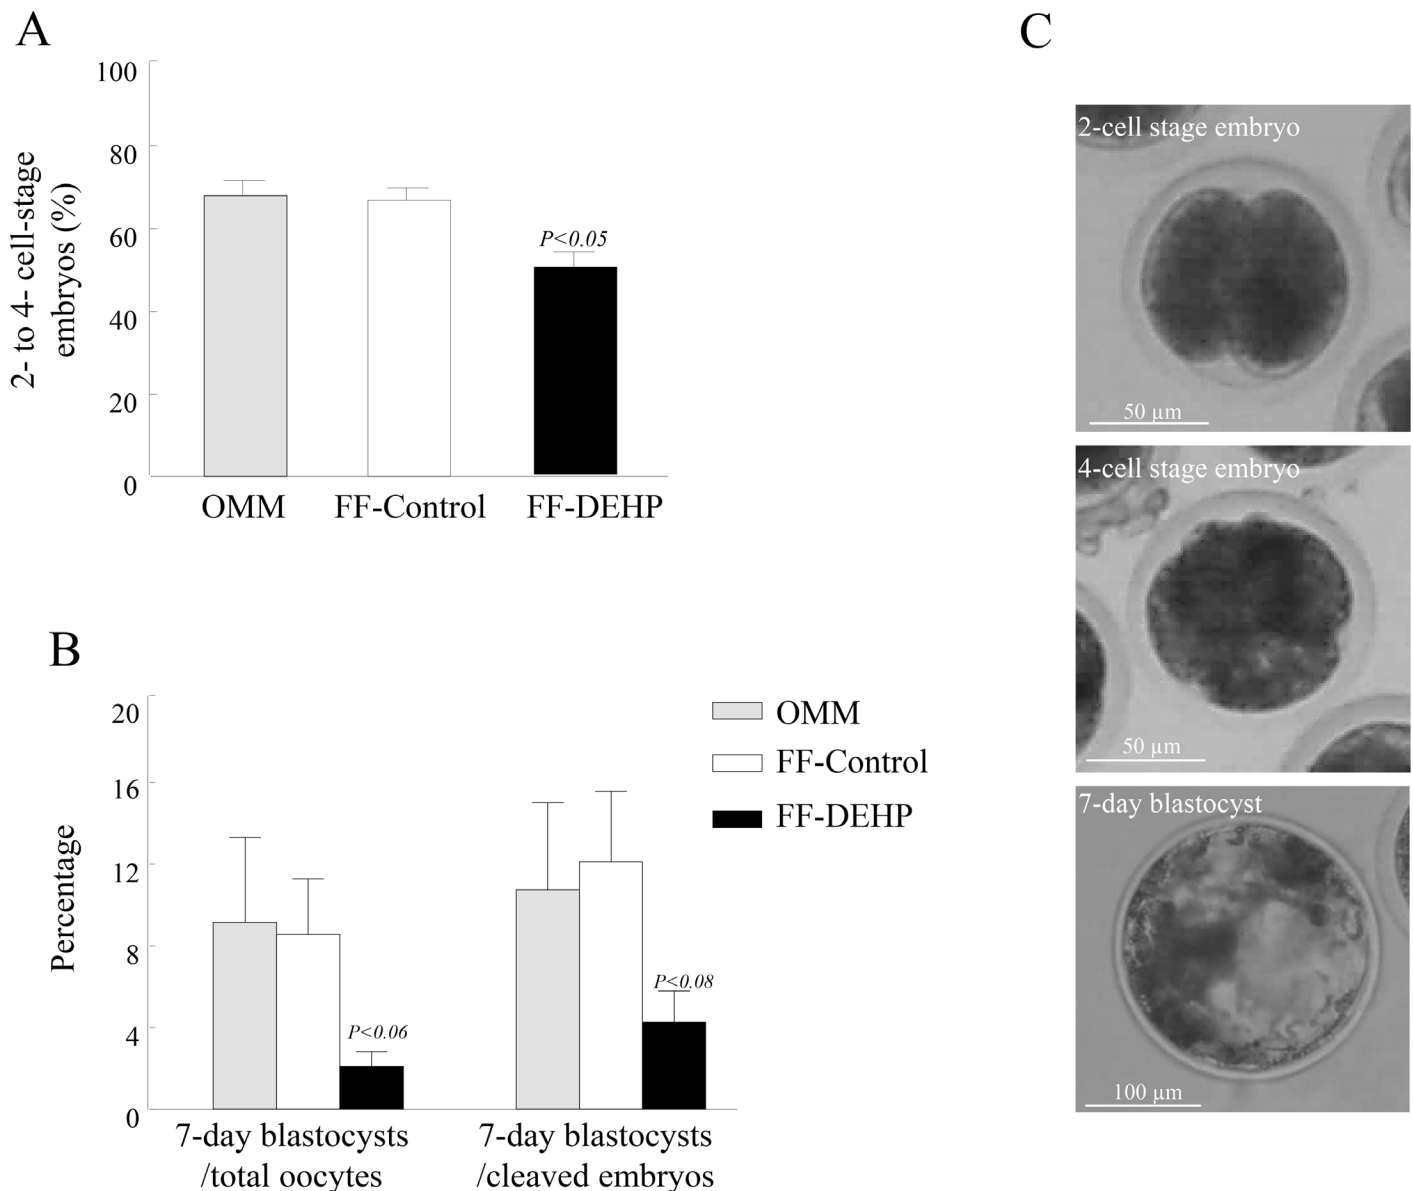 A
100
80
60
40
20
0
2- to 4- cell-stage
embryos (%)
P<0.05
OMM
FF-Control
FF-DEHP
B
20
16
12
8
4
0
Percentage
P<0.06
P<0.08
7-day blastocysts
/total oocytes
7-day blastocysts
/cleaved embryos
OMM
FF-Control
FF-DEHP
C
2-cell stage embryo
50 µm
4-cell stage embryo
50 µm
7-day blastocyst
100 µm